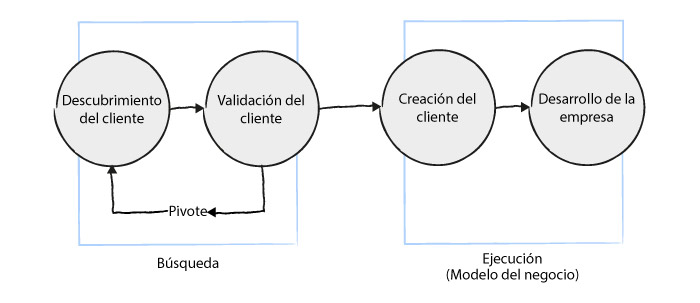 Descubrimiento
del cliente
Validación del
cliente
Creación del
cliente
Desarrollo de la
empresa
Pivote
Búsqueda
Ejecución
(Modelo del negocio)